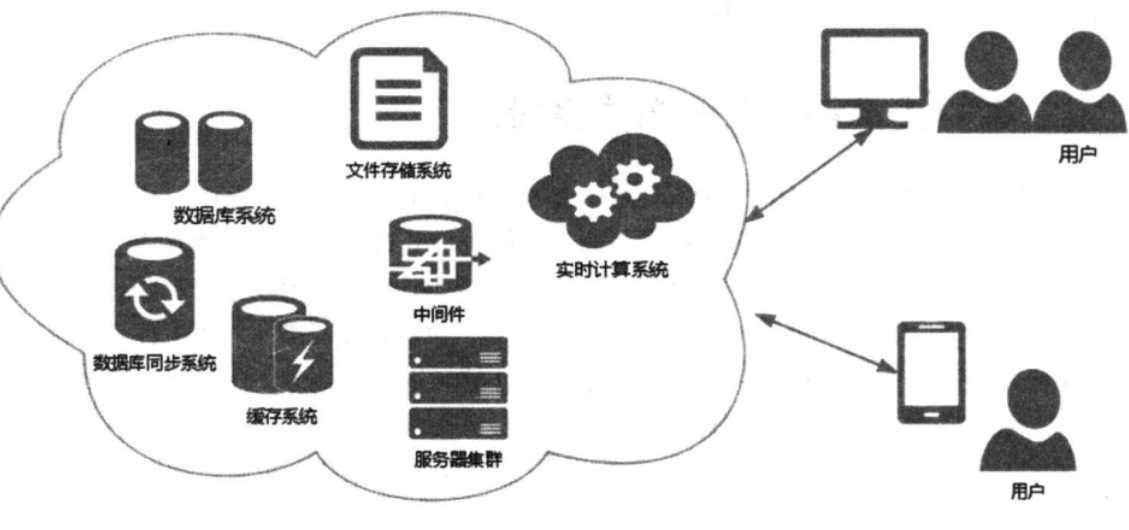 文件存储系统
用户
数据库系统
实时计算系统
中间件
数据库同步系统
缓存系统
服务器集群
用户